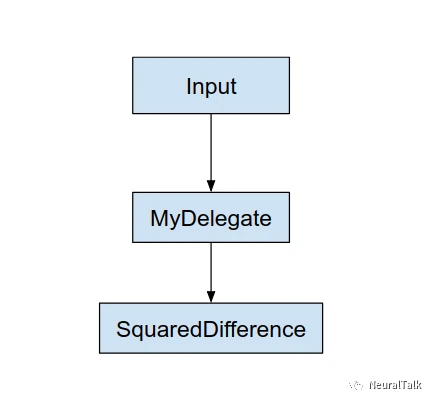 Input
MyDelegate
SquaredDifference
NeuralTalk